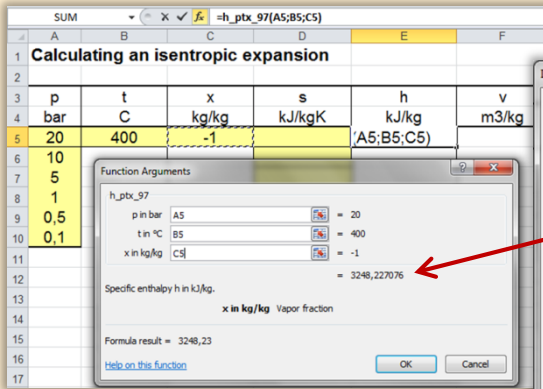 SUM =h_ptx_97(A5;B5;C5)
A B C D E F
1 Calculating an isentropic expansion
2
3 p t x s h v
4 bar C kg/kg kJ/kgK kJ/kg m3/kg
5 20 400 -1 (A5;B5;C5)
6 10
7 5
8 1
9 0,5
10 0,1
11
12
13
14
15
16
17
Function Arguments
h_ptx_97
p in bar A5 = 20
t in °C B5 = 400
x in kg/kg C5 = -1
= 3248,227076
Specific enthalpy h in kJ/kg.
x in kg/kg Vapor fraction
Formula result = 3248,23
Help on this function OK Cancel